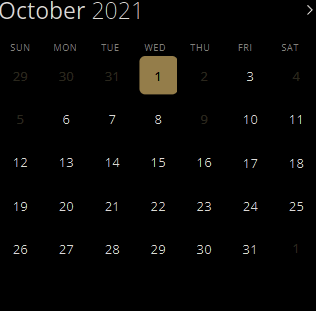 October 2021
SUN MON TUE WED THU FRI SAT
29 30 31 1 2 3 4
5 6 7 8 9 10 11
12 13 14 15 16 17 18
19 20 21 22 23 24 25
26 27 28 29 30 31 1